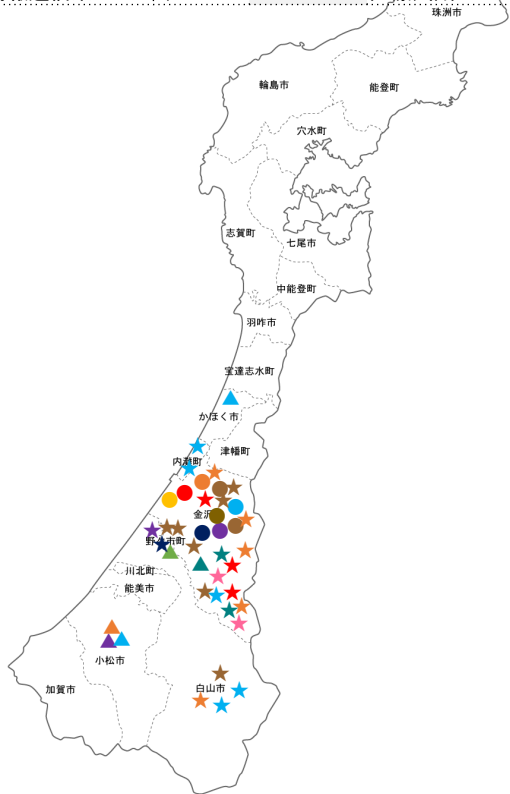 珠洲市
輪島市
能登町
穴水町
志賀町
七尾市
中能登町
羽咋市
宝達志水町
かほく市
津幡町
内灘町
金沢
野々市町
川北町
能美市
小松市
白山市
加賀市